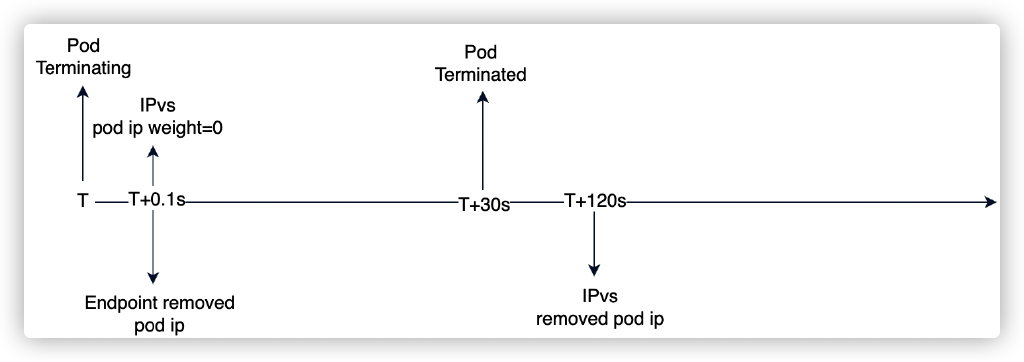 Pod
Terminating
IPvs
pod ip weight=0
Pod
Terminated
T
T+0.1s
T+30s
T+120s
Endpoint removed
pod ip
IPvs
removed pod ip